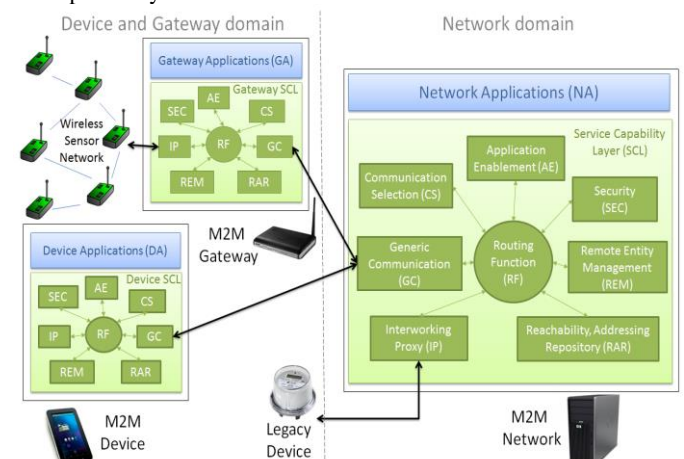 Device and Gateway domain
Network domain
Gateway Applications (GA)
Gateway SCL
AE
SEC
CS
IP
RF
GC
REM
RAR
Wireless
Sensor
Network
M2M
Gateway
Device Applications (DA)
Device SCL
AE
SEC
CS
IP
RF
GC
REM
RAR
M2M
Device
Legacy
Device
Network Applications (NA)
Service Capability
Layer (SCL)
Application
Enablement (AE)
Communication
Selection (CS)
Security
(SEC)
Generic
Communication
(GC)
Routing
Function
(RF)
Remote Entity
Management
(REM)
Interworking
Proxy (IP)
Reachability, Addressing
Repository (RAR)
M2M
Network